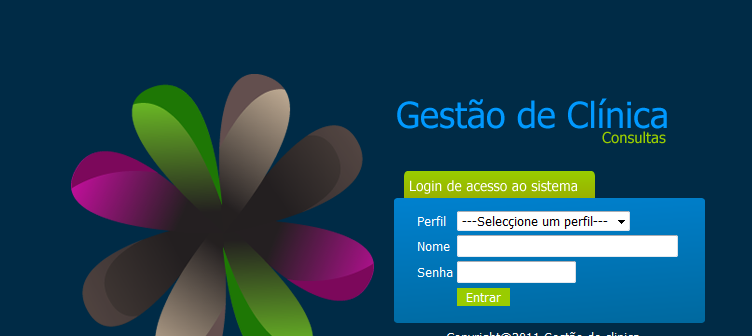 Gestão de Clínica
Consultas
Login de acesso ao sistema
Perfil ---Selecçione um perfil---
Nome
Senha
Entrar
Copyright©2011 Gestão de clinica